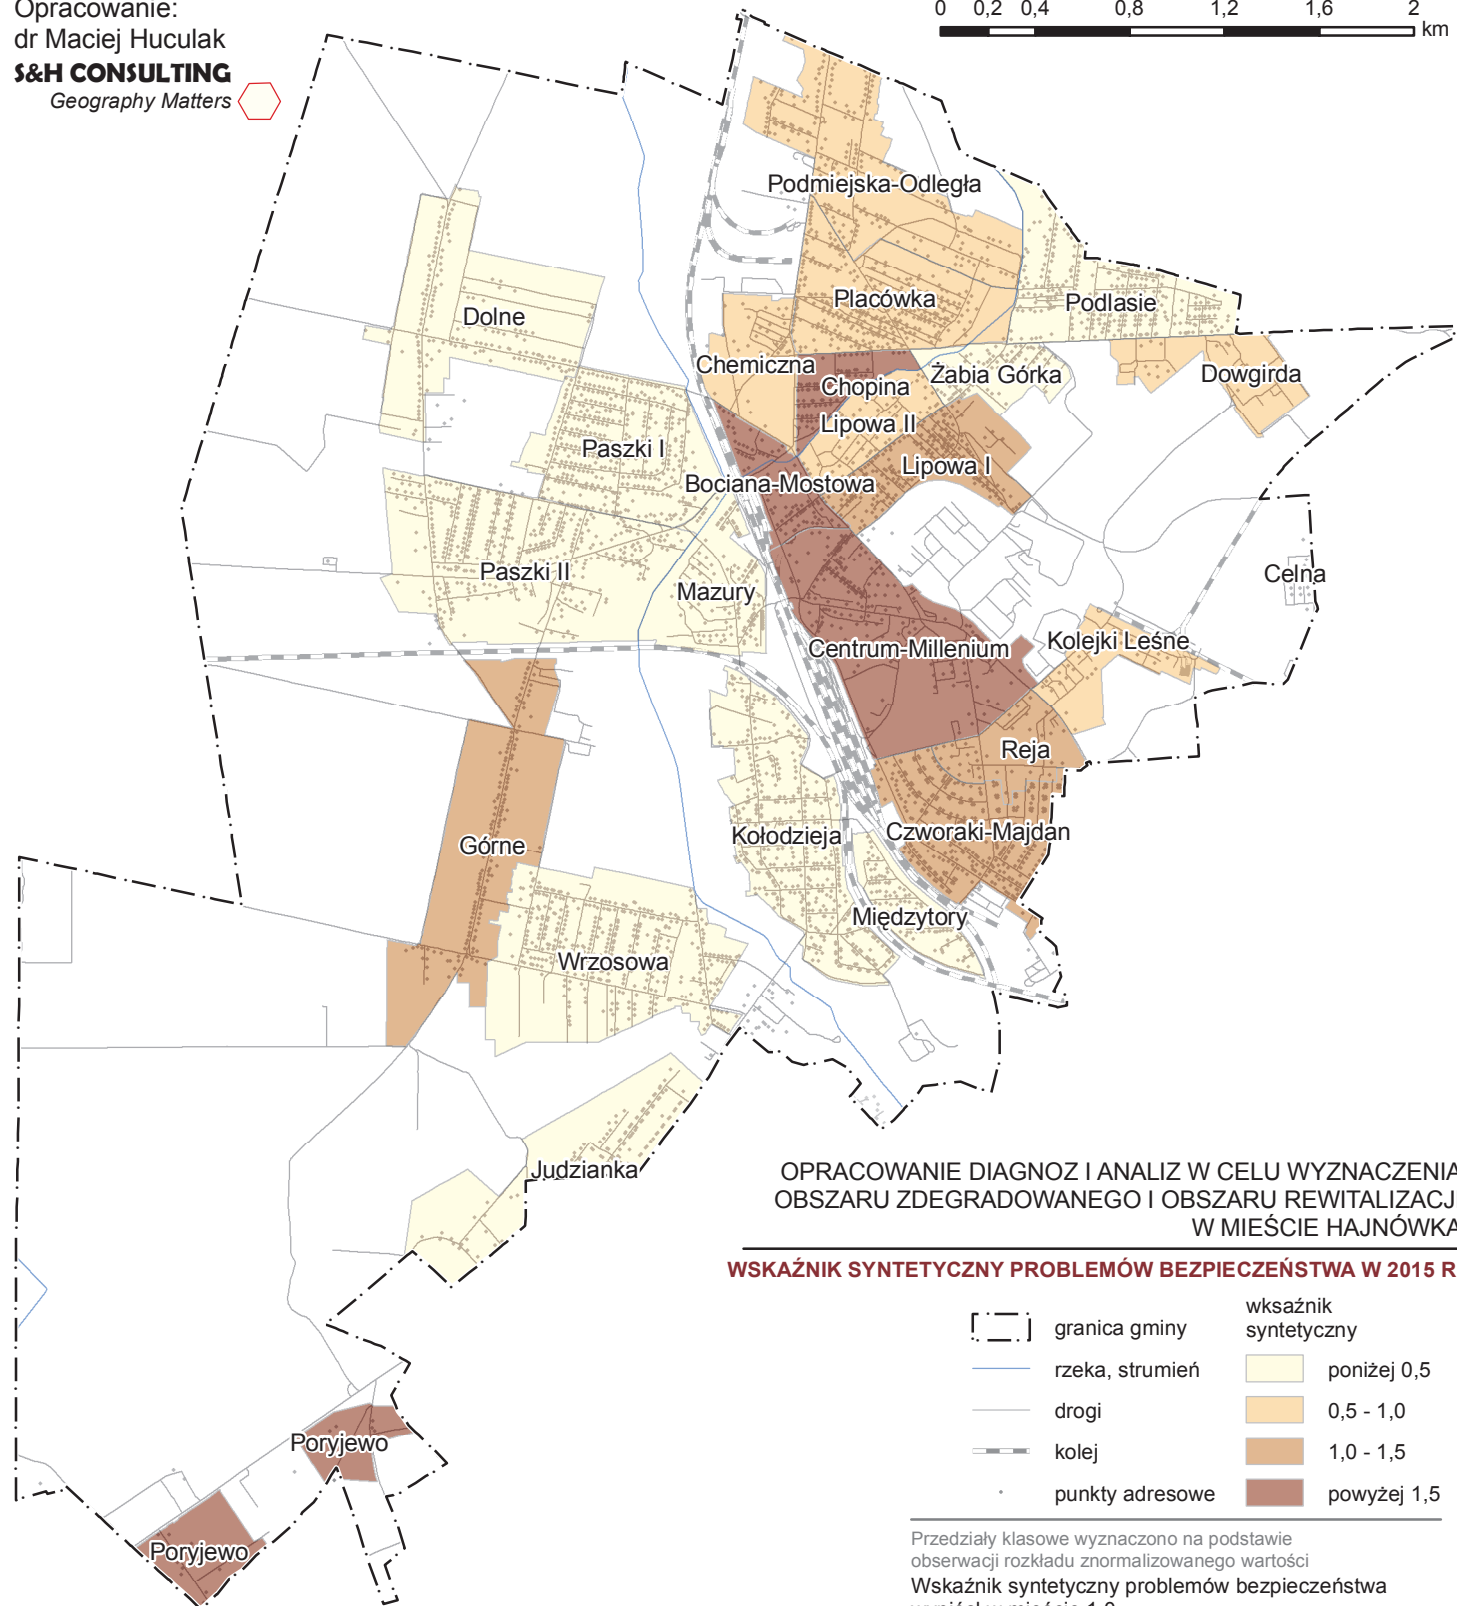 Opracowanie:
dr Maciej Huculak
S&H CONSULTING
Geography Matters
0 0,2 0,4 0,8 1,2 1,6 2
km
Podmiejska-Odległa
Placówka
Podlasie
Dolne
Chemiczna
Chopina
Żabia Górka
Dowgirda
Lipowa II
Paszki I
Lipowa I
Bociana-Mostowa
Paszki II
Mazury
Celna
Centrum-Millenium
Kolejki Leśne
Reja
Górne
Kołodzieja
Czworaki-Majdan
Międzytory
Wrzosowa
Judzianka
Poryjewo
Poryjewo
OPRACOWANIE DIAGNOZ I ANALIZ W CELU WYZNACZENIA
OBSZARU ZDEGRADOWANEGO I OBSZARU REWITALIZACJI
W MIEŚCIE HAJNÓWKA
WSKAŹNIK SYNTETYCZNY PROBLEMÓW BEZPIECZEŃSTWA W 2015 R
granica gminy
rzeka, strumień
drogi
kolej
punkty adresowe
wksaźnik
syntetyczny
poniżej 0,5
0,5 - 1,0
1,0 - 1,5
powyżej 1,5
Przedziały klasowe wyznaczono na podstawie
obserwacji rozkładu znormalizowanego wartości
Wskaźnik syntetyczny problemów bezpieczeństwa